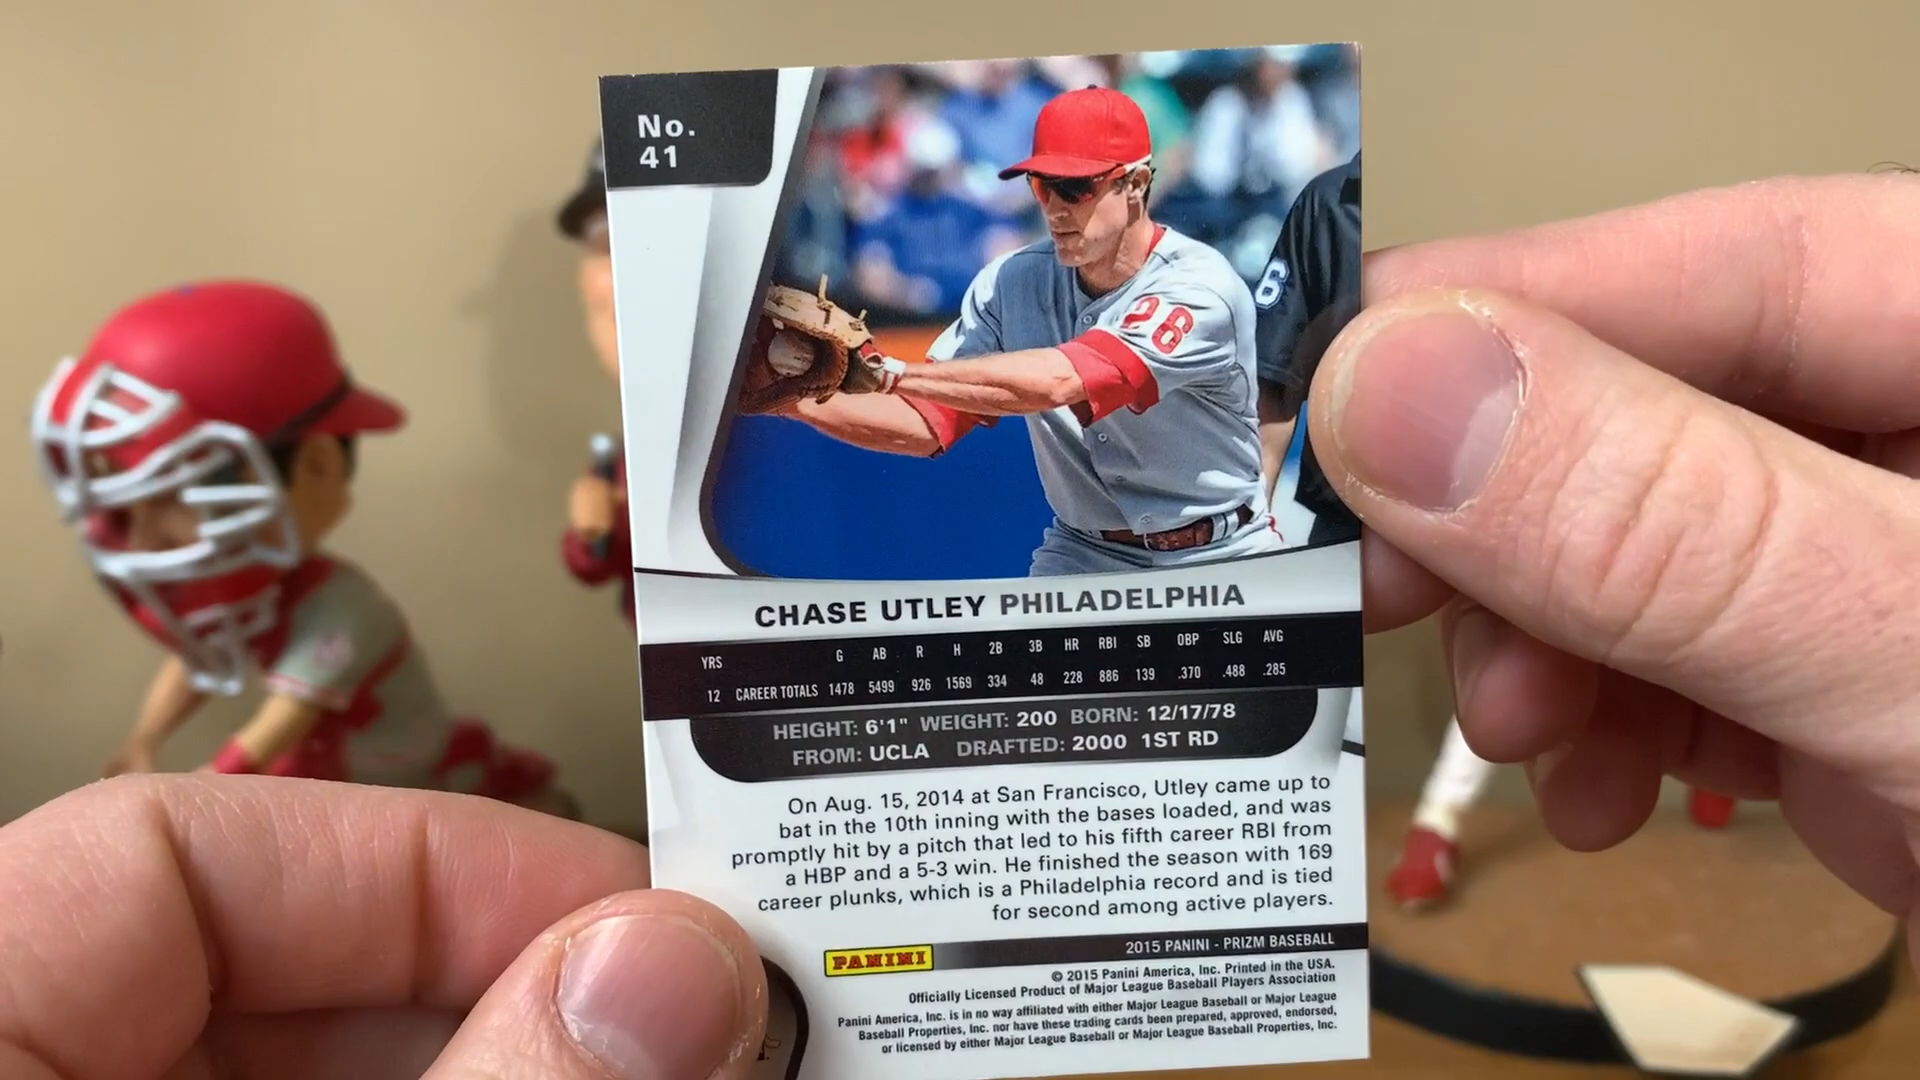 No.
41
6
26
CHASE UTLEY PHILADELPHIA
YRS G AB R H 2B 3B HR RBI SB OBP SLG AVG
12 CAREER TOTALS 1478 5499 926 1569 334 48 228 886 139 .370 .488 .285
HEIGHT: 6'1" WEIGHT: 200 BORN: 12/17/78
FROM: UCLA DRAFTED: 2000 1ST RD
On Aug. 15, 2014 at San Francisco, Utley came up to
bat in the 10th inning with the bases loaded, and was
promptly hit by a pitch that led to his fifth career RBI from
a HBP and a 5-3 win. He finished the season with 169
career plunks, which is a Philadelphia record and is tied
for second among active players.
PANINI
2015 PANINI - PRIZM BASEBALL
© 2015 Panini America, Inc. Printed in the USA.
Officially Licensed Product of Major League Baseball Players Association
Panini America, Inc. is in no way affiliated with either Major League Baseball or Major League
Baseball Properties, Inc. nor have these trading cards been prepared, approved, endorsed,
or licensed by either Major League Baseball or Major League Baseball Properties, Inc.